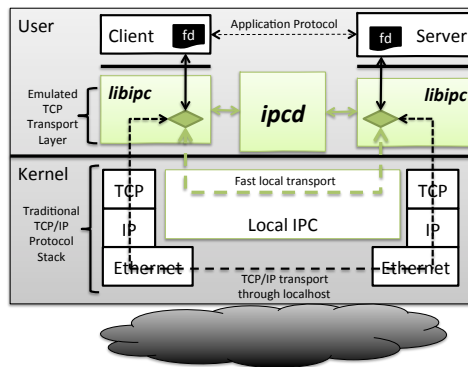 User
Client
fd
Application Protocol
fd
Server
Emulated
TCP
Transport
Layer
libipc
ipcd
libipc
Kernel
Traditional
TCP/IP
Protocol
Stack
TCP
IP
Ethernet
Fast local transport
Local IPC
TCP
IP
Ethernet
TCP/IP transport
through localhost